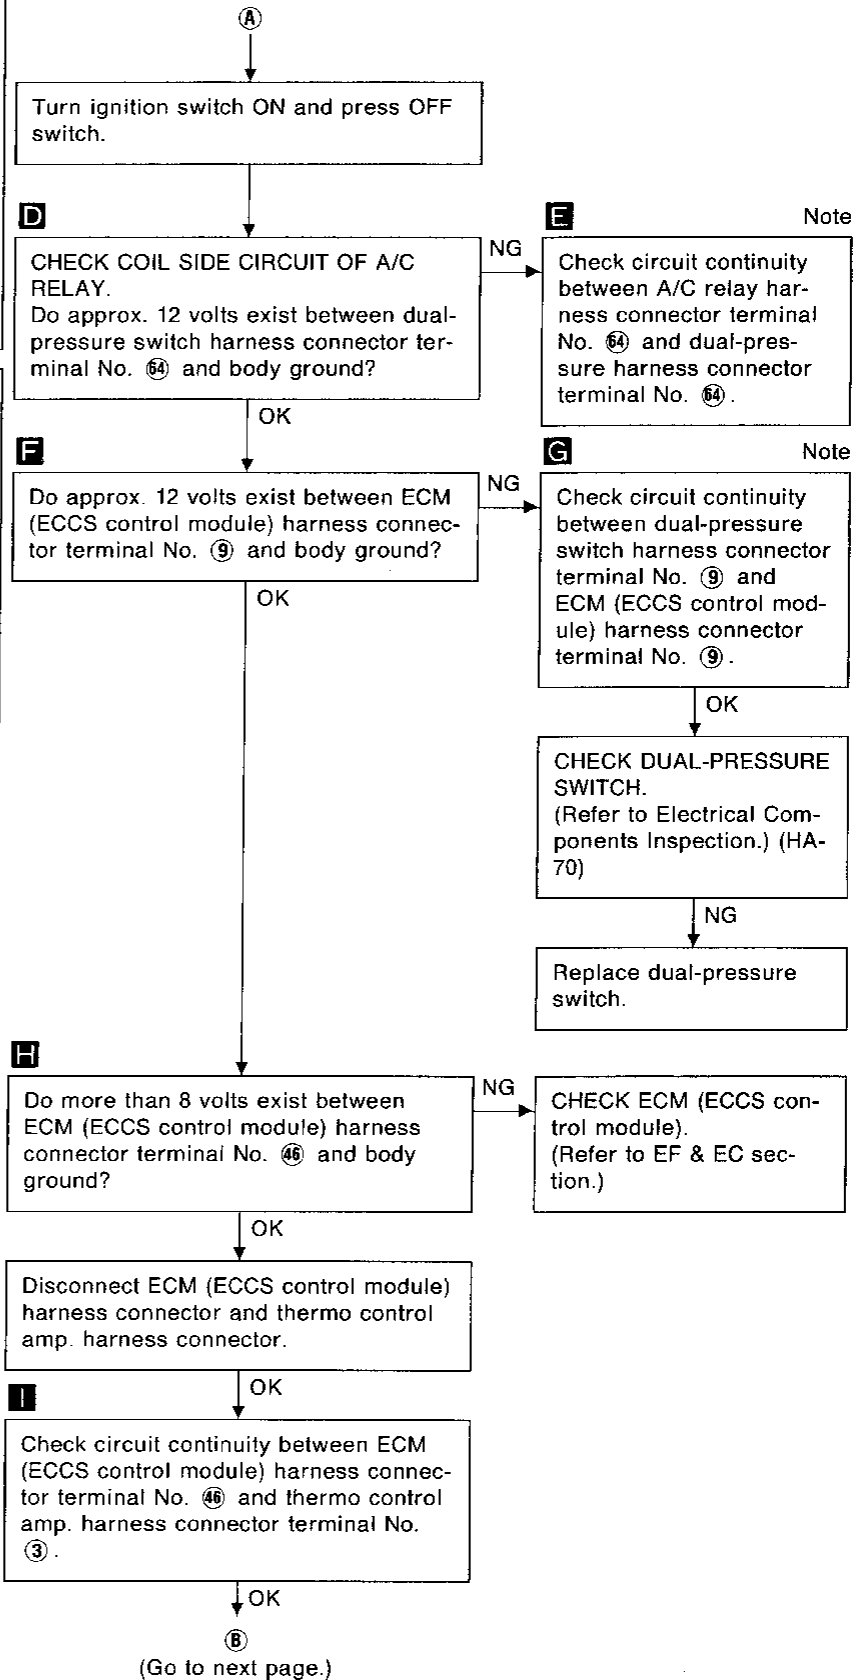 A
Turn ignition switch ON and press OFF
switch.
D
CHECK COIL SIDE CIRCUIT OF A/C
RELAY.
Do approx. 12 volts exist between dual-
pressure switch harness connector ter-
minal No. 64 and body ground?
NG
E
Note
Check circuit continuity
between A/C relay har-
ness connector terminal
No. 64 and dual-pres-
sure harness connector
terminal No. 64.
OK
F
Do approx. 12 volts exist between ECM
(ECCS control module) harness connec-
tor terminal No. 9 and body ground?
NG
G
Note
Check circuit continuity
between dual-pressure
switch harness connector
terminal No. 9 and
ECM (ECCS control mod-
ule) harness connector
terminal No. 9.
OK
OK
CHECK DUAL-PRESSURE
SWITCH.
(Refer to Electrical Com-
ponents Inspection.) (HA-
70)
NG
Replace dual-pressure
switch.
H
Do more than 8 volts exist between
ECM (ECCS control module) harness
connector terminal No. 46 and body
ground?
NG
CHECK ECM (ECCS con-
trol module).
(Refer to EF & EC sec-
tion.)
OK
Disconnect ECM (ECCS control module)
harness connector and thermo control
amp. harness connector.
OK
I
Check circuit continuity between ECM
(ECCS control module) harness connec-
tor terminal No. 46 and thermo control
amp. harness connector terminal No.
3.
OK
B
(Go to next page.)